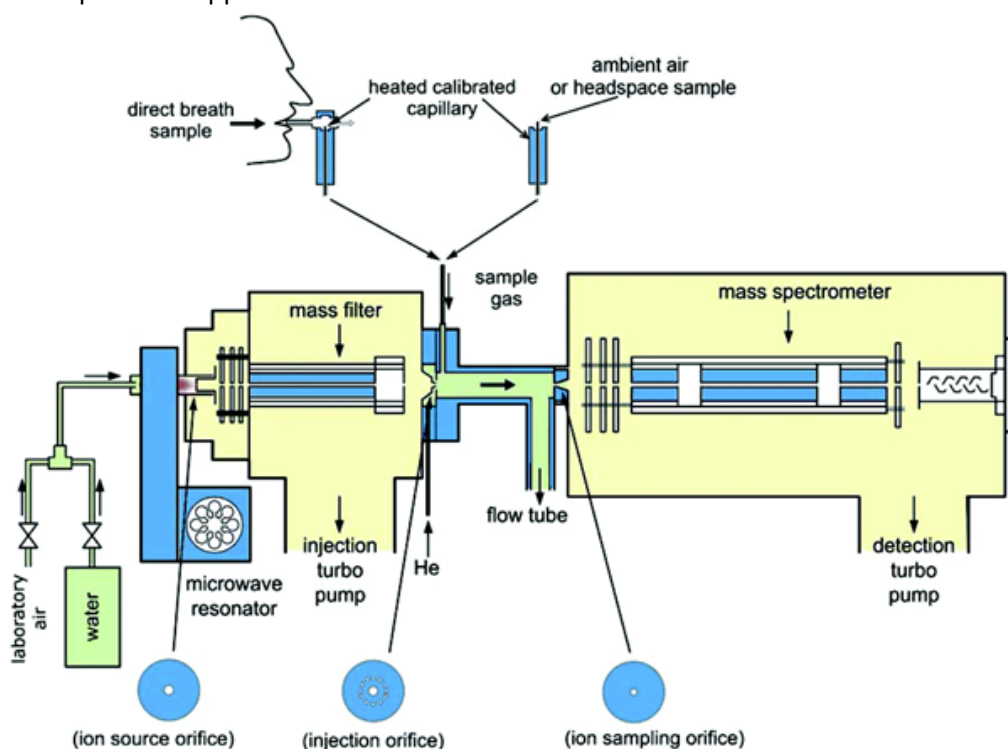 direct breath
sample
heated calibrated
capillary
ambient air
or headspace sample
sample
gas
mass filter
mass spectrometer
He
flow tube
injection
turbo
pump
detection
turbo
pump
microwave
resonator
laboratory
air
water
(ion source orifice)
(injection orifice)
(ion sampling orifice)